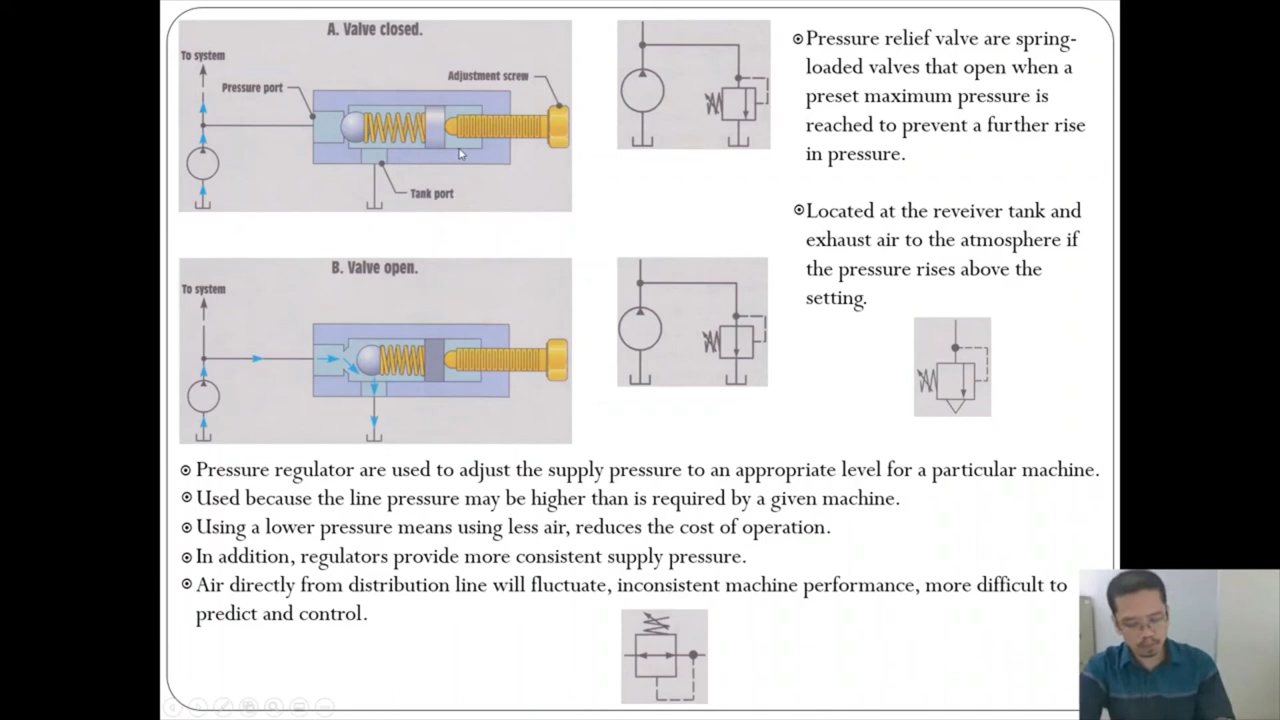 A. Valve closed.
To system
Pressure port
Adjustment screw
Tank port
B. Valve open.
To system
Pressure relief valve are spring-
loaded valves that open when a
preset maximum pressure is
reached to prevent a further rise
in pressure.
Located at the reveiver tank and
exhaust air to the atmosphere if
the pressure rises above the
setting.
Pressure regulator are used to adjust the supply pressure to an appropriate level for a particular machine.
Used because the line pressure may be higher than is required by a given machine.
Using a lower pressure means using less air, reduces the cost of operation.
In addition, regulators provide more consistent supply pressure.
Air directly from distribution line will fluctuate, inconsistent machine performance, more difficult to
predict and control.